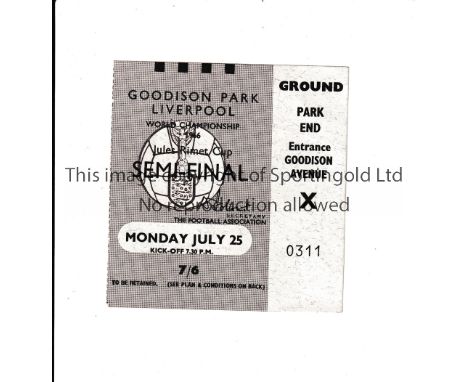 GOODISON PARK
LIVERPOOL
WORLD CHAMPIONSHIP
1966
Jules Rimet Cup
SEMI-FINAL
SECRETARY
THE FOOTBALL ASSOCIATION
MONDAY JULY 25
KICK-OFF 7.30 P.M.
7/6
TO BE RETAINED. (SEE PLAN & CONDITIONS ON BACK)
GROUND
PARK
END
Entrance
GOODISON
AVENUE
X
0311
This image copyright of Sportingold Ltd
No reproduction allowed